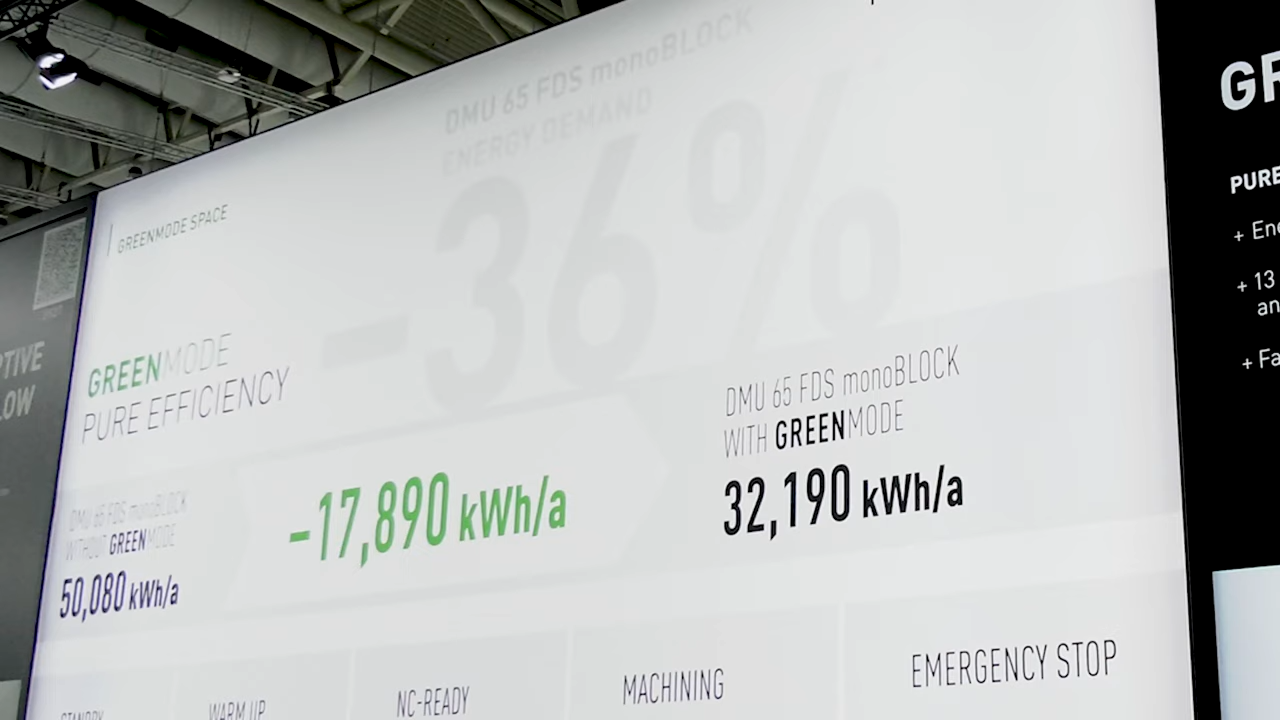 DMU 65 FDS monoBLOCK
ENERGY DEMAND
–36%
GREENMODE SPACE
GREENMODE
PURE EFFICIENCY
DMU 65 FDS monoBLOCK
WITHOUT GREENMODE
50,080 kWh/a
–17,890 kWh/a
DMU 65 FDS monoBLOCK
WITH GREENMODE
32,190 kWh/a
STANDBY
WARM UP
NC-READY
MACHINING
EMERGENCY STOP
PTIVE
LOW
GR
PURE
+ Ene
+ 13
an
+ Fa